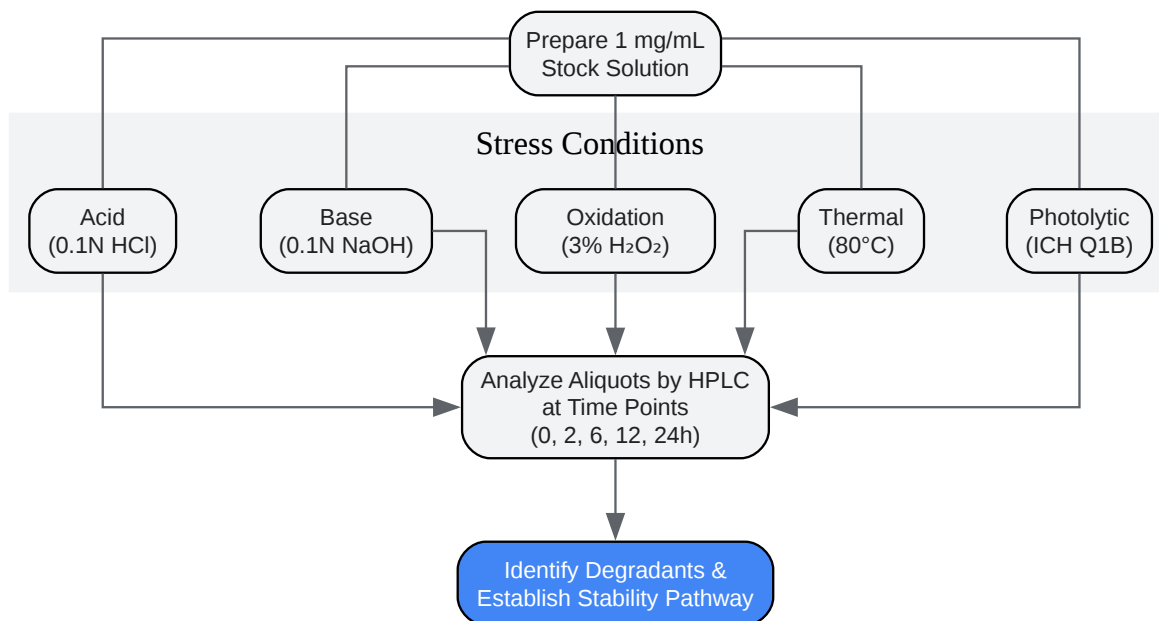 Prepare 1 mg/mL
Stock Solution
Stress Conditions
Acid
(0.1N HCl)
Base
(0.1N NaOH)
Oxidation
(3% H₂O₂)
Thermal
(80°C)
Photolytic
(ICH Q1B)
Analyze Aliquots by HPLC
at Time Points
(0, 2, 6, 12, 24h)
Identify Degradants &
Establish Stability Pathway